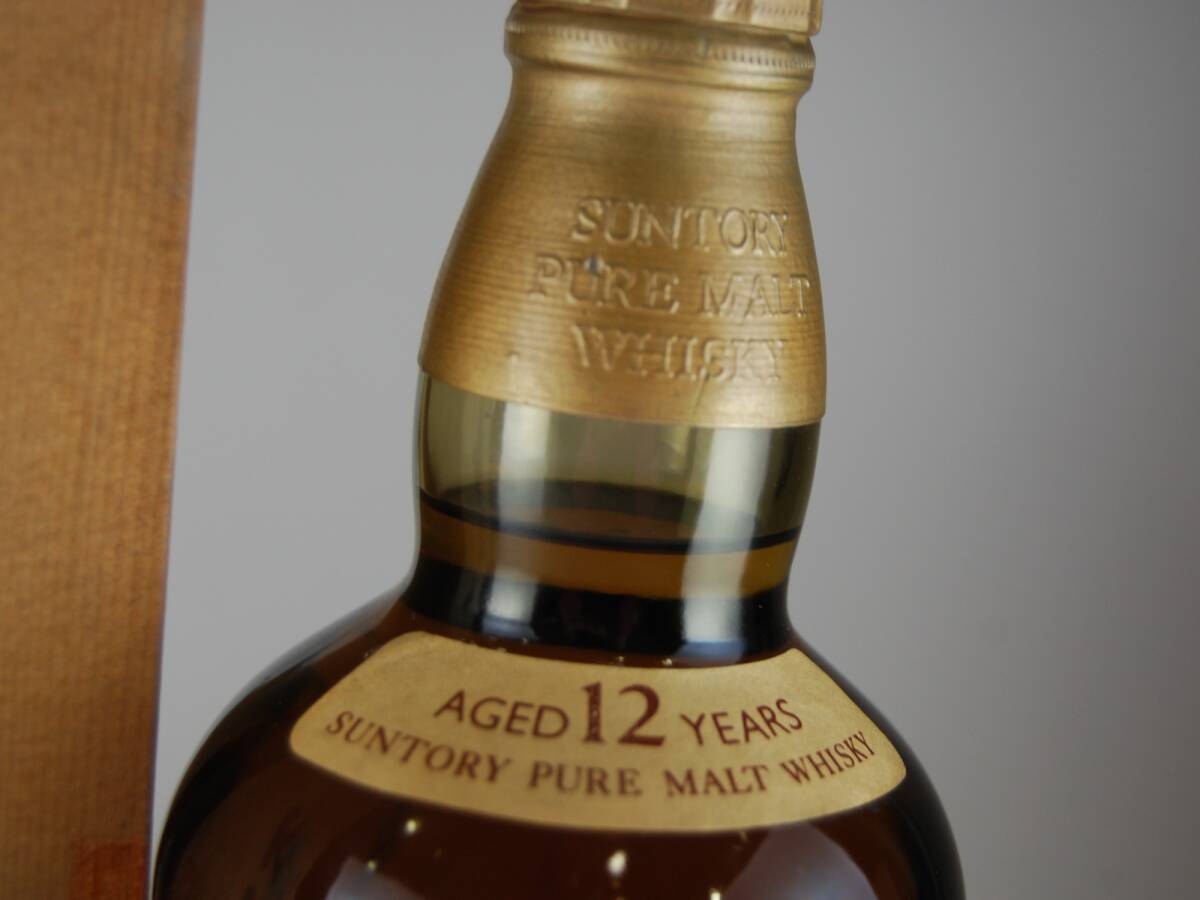 SUNTORY
PURE MALT
WHISKY
AGED 12 YEARS
SUNTORY PURE MALT WHISKY